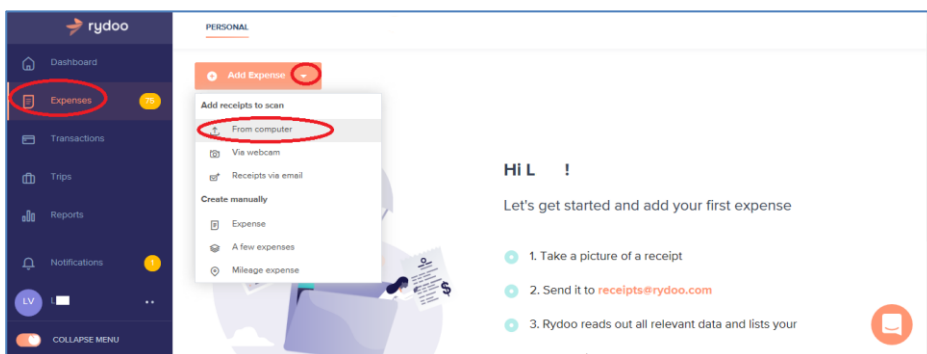 rydoo
Dashboard
Expenses
Transactions
Trips
Reports
Notifications
1
LV
L
COLLAPSE MENU
PERSONAL
Add Expense
Add receipts to scan
From computer
Via webcam
Receipts via email
Create manually
Expense
A few expenses
Mileage expense
$
Hi L !
Let's get started and add your first expense
1. Take a picture of a receipt
2. Send it to receipts@rydoo.com
3. Rydoo reads out all relevant data and lists your